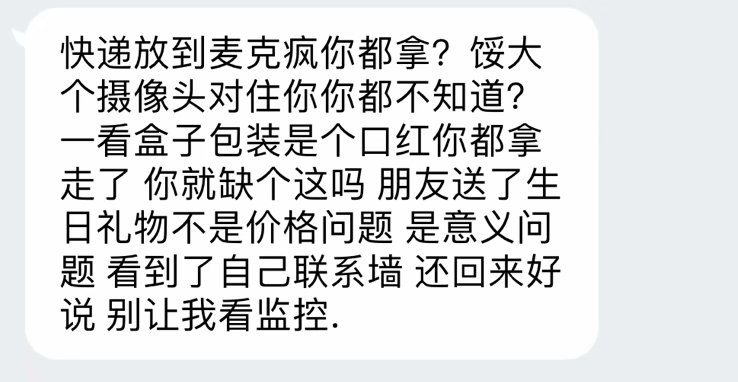 快递放到麦克疯你都拿？馁大
个摄像头对住你你都不知道？
一看盒子包装是个口红你都拿
走了 你就缺个这吗 朋友送了生
日礼物不是价格问题 是意义问
题 看到了自己联系墙 还回来好
说 别让我看监控.